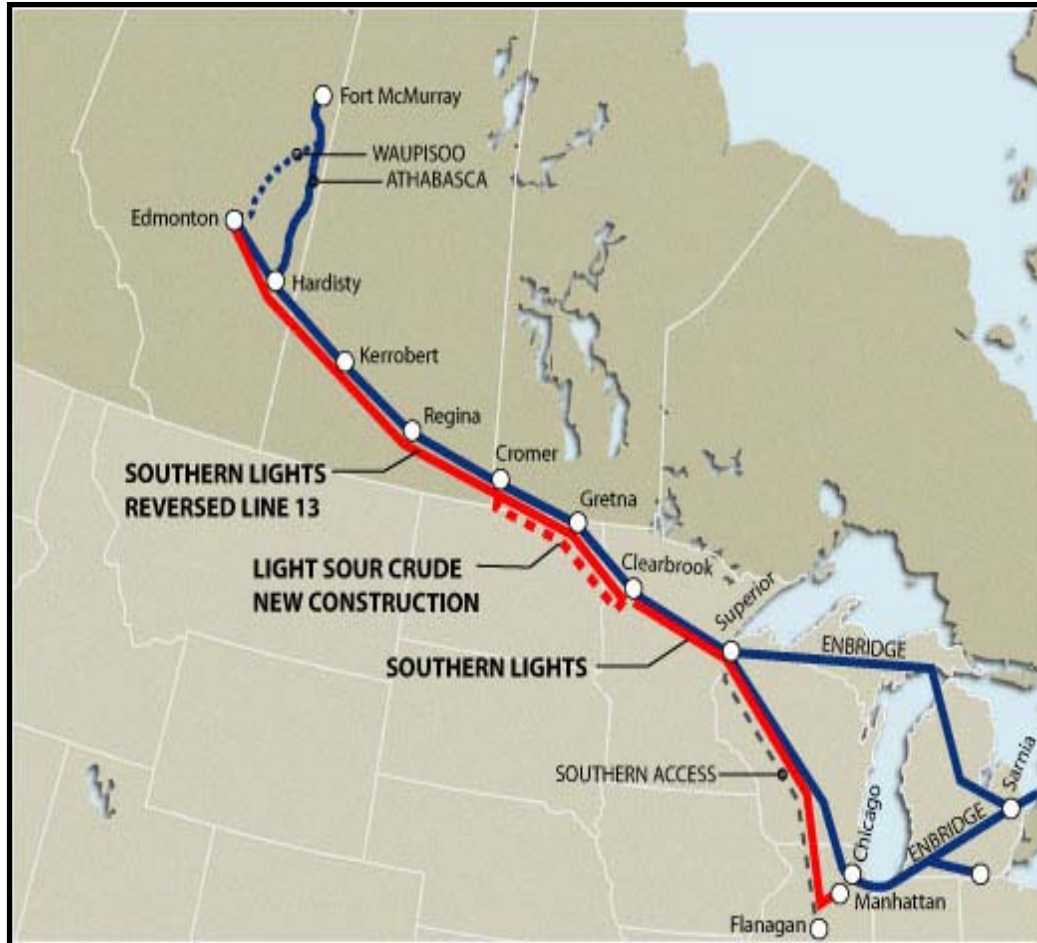 Fort McMurray
WAUPISOO
ATHABASCA
Edmonton
Hardisty
Kerrobert
Regina
Cromer
SOUTHERN LIGHTS
REVERSED LINE 13
Gretna
LIGHT SOUR CRUDE
NEW CONSTRUCTION
Clearbrook
Superior
SOUTHERN LIGHTS
ENBRIDGE
SOUTHERN ACCESS
Chicago
ENBRIDGE
Sarnia
Manhattan
Flanagan